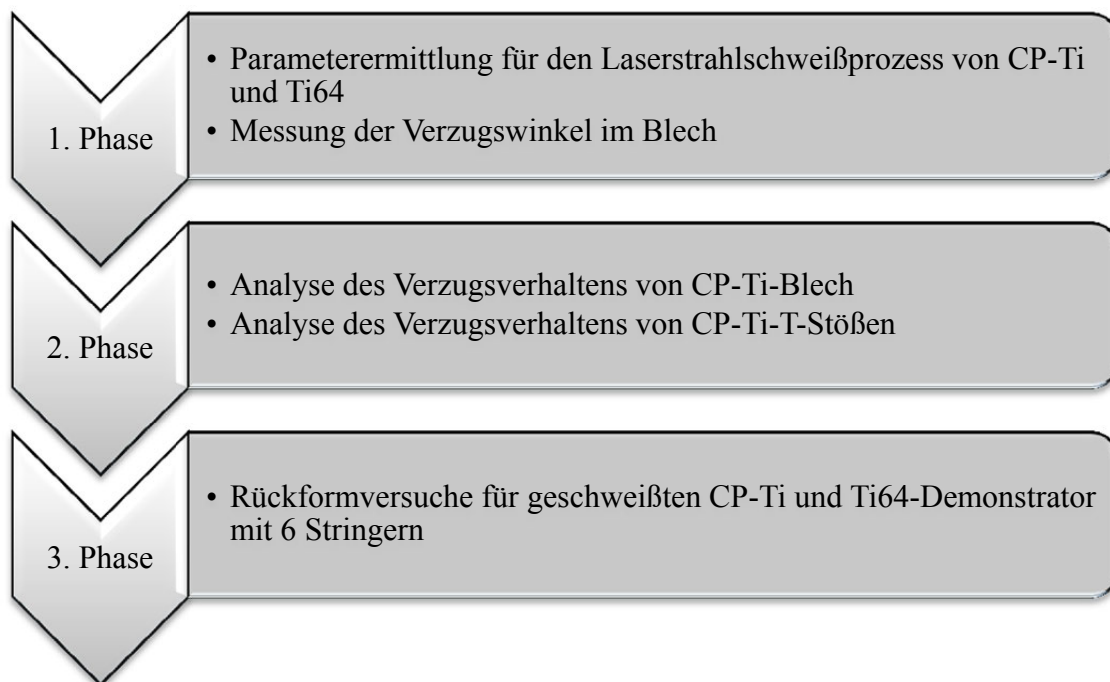 1. Phase
• Parameterermittlung für den Laserstrahlschweißprozess von CP-Ti
und Ti64
• Messung der Verzugswinkel im Blech
2. Phase
• Analyse des Verzugsverhaltens von CP-Ti-Blech
• Analyse des Verzugsverhaltens von CP-Ti-T-Stößen
3. Phase
• Rückformversuche für geschweißten CP-Ti und Ti64-Demonstrator
mit 6 Stringern